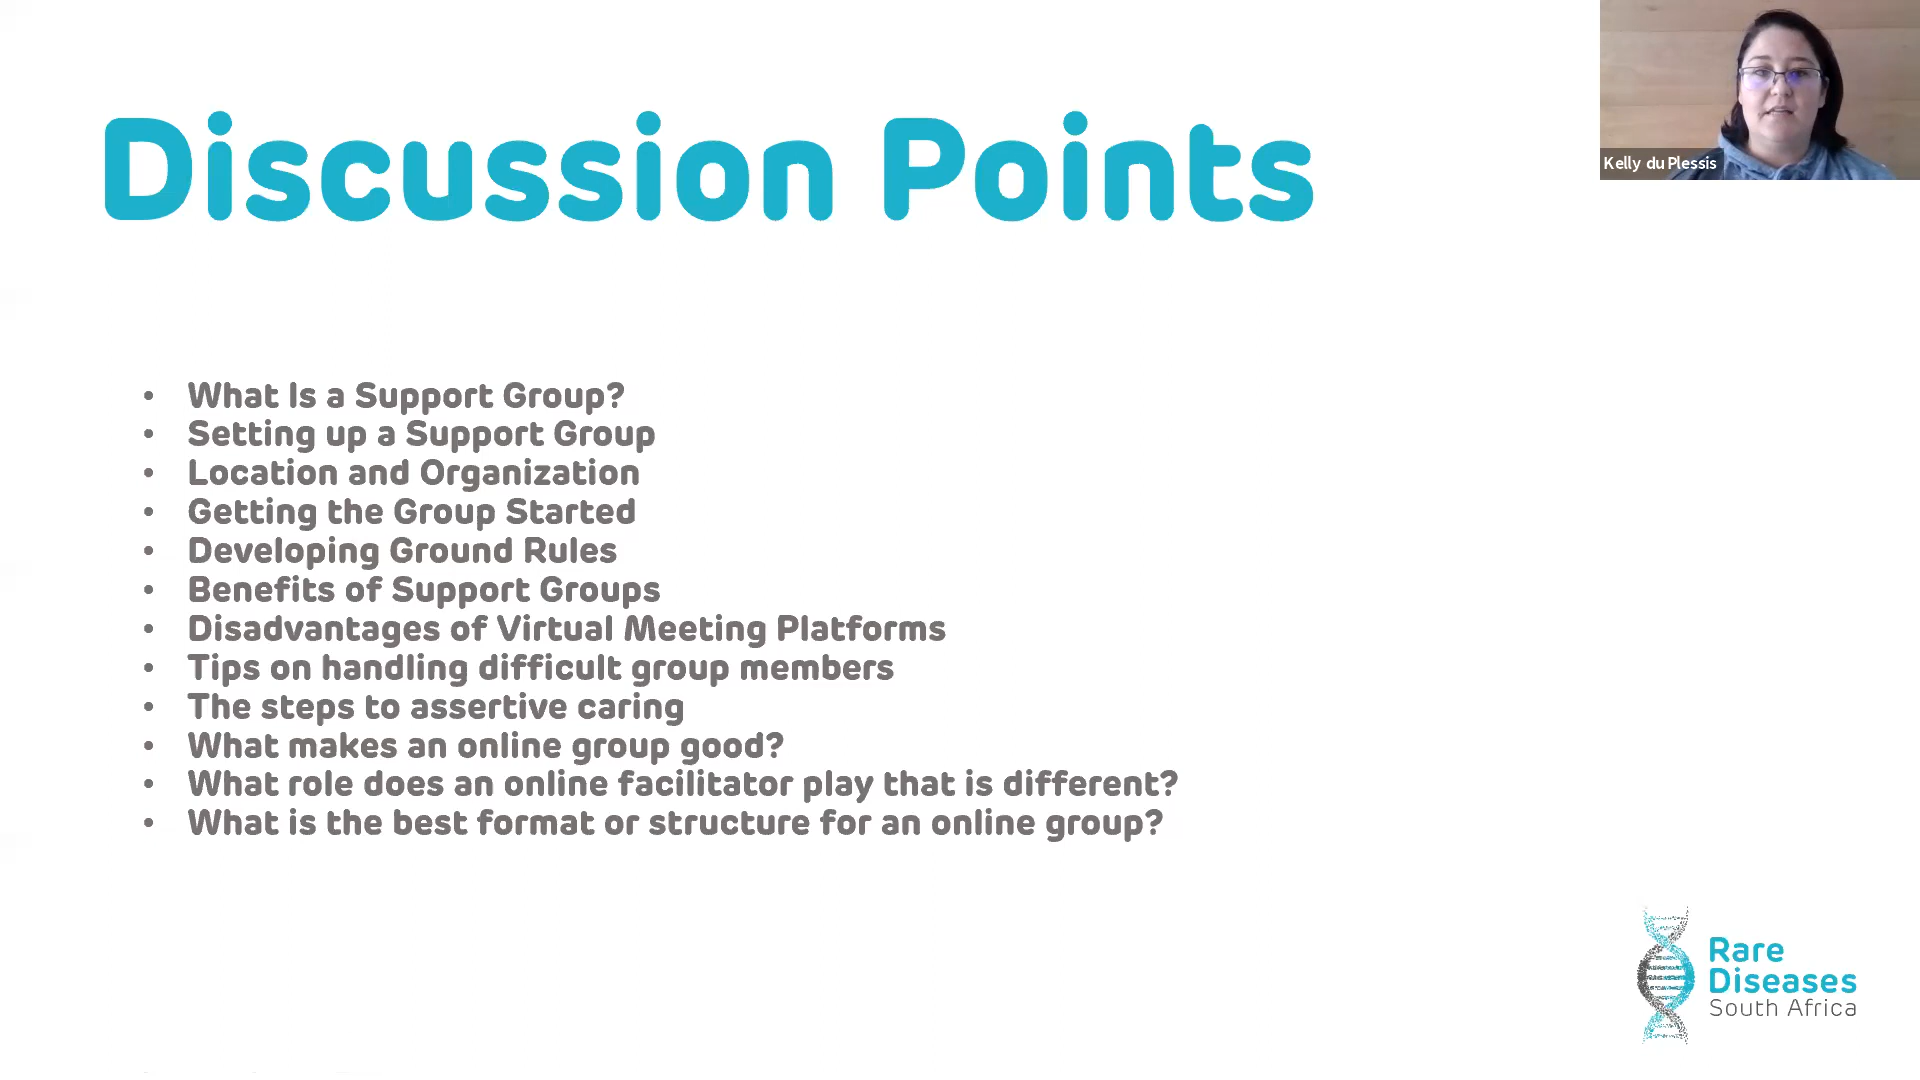 Discussion Points
Kelly du Plessis
• What Is a Support Group?
• Setting up a Support Group
• Location and Organization
• Getting the Group Started
• Developing Ground Rules
• Benefits of Support Groups
• Disadvantages of Virtual Meeting Platforms
• Tips on handling difficult group members
• The steps to assertive caring
• What makes an online group good?
• What role does an online facilitator play that is different?
• What is the best format or structure for an online group?
Rare
Diseases
South Africa